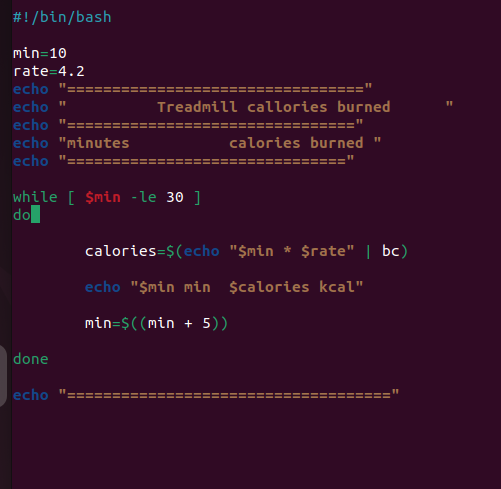 #!/bin/bash
min=10
rate=4.2
echo "================================="
echo "          Treadmill callories burned      "
echo "================================"
echo "minutes           calories burned "
echo "==============================="
while [ $min -le 30 ]
do
        calories=$(echo "$min * $rate" | bc)
        echo "$min min  $calories kcal"
        min=$((min + 5))
done
echo "===================================="